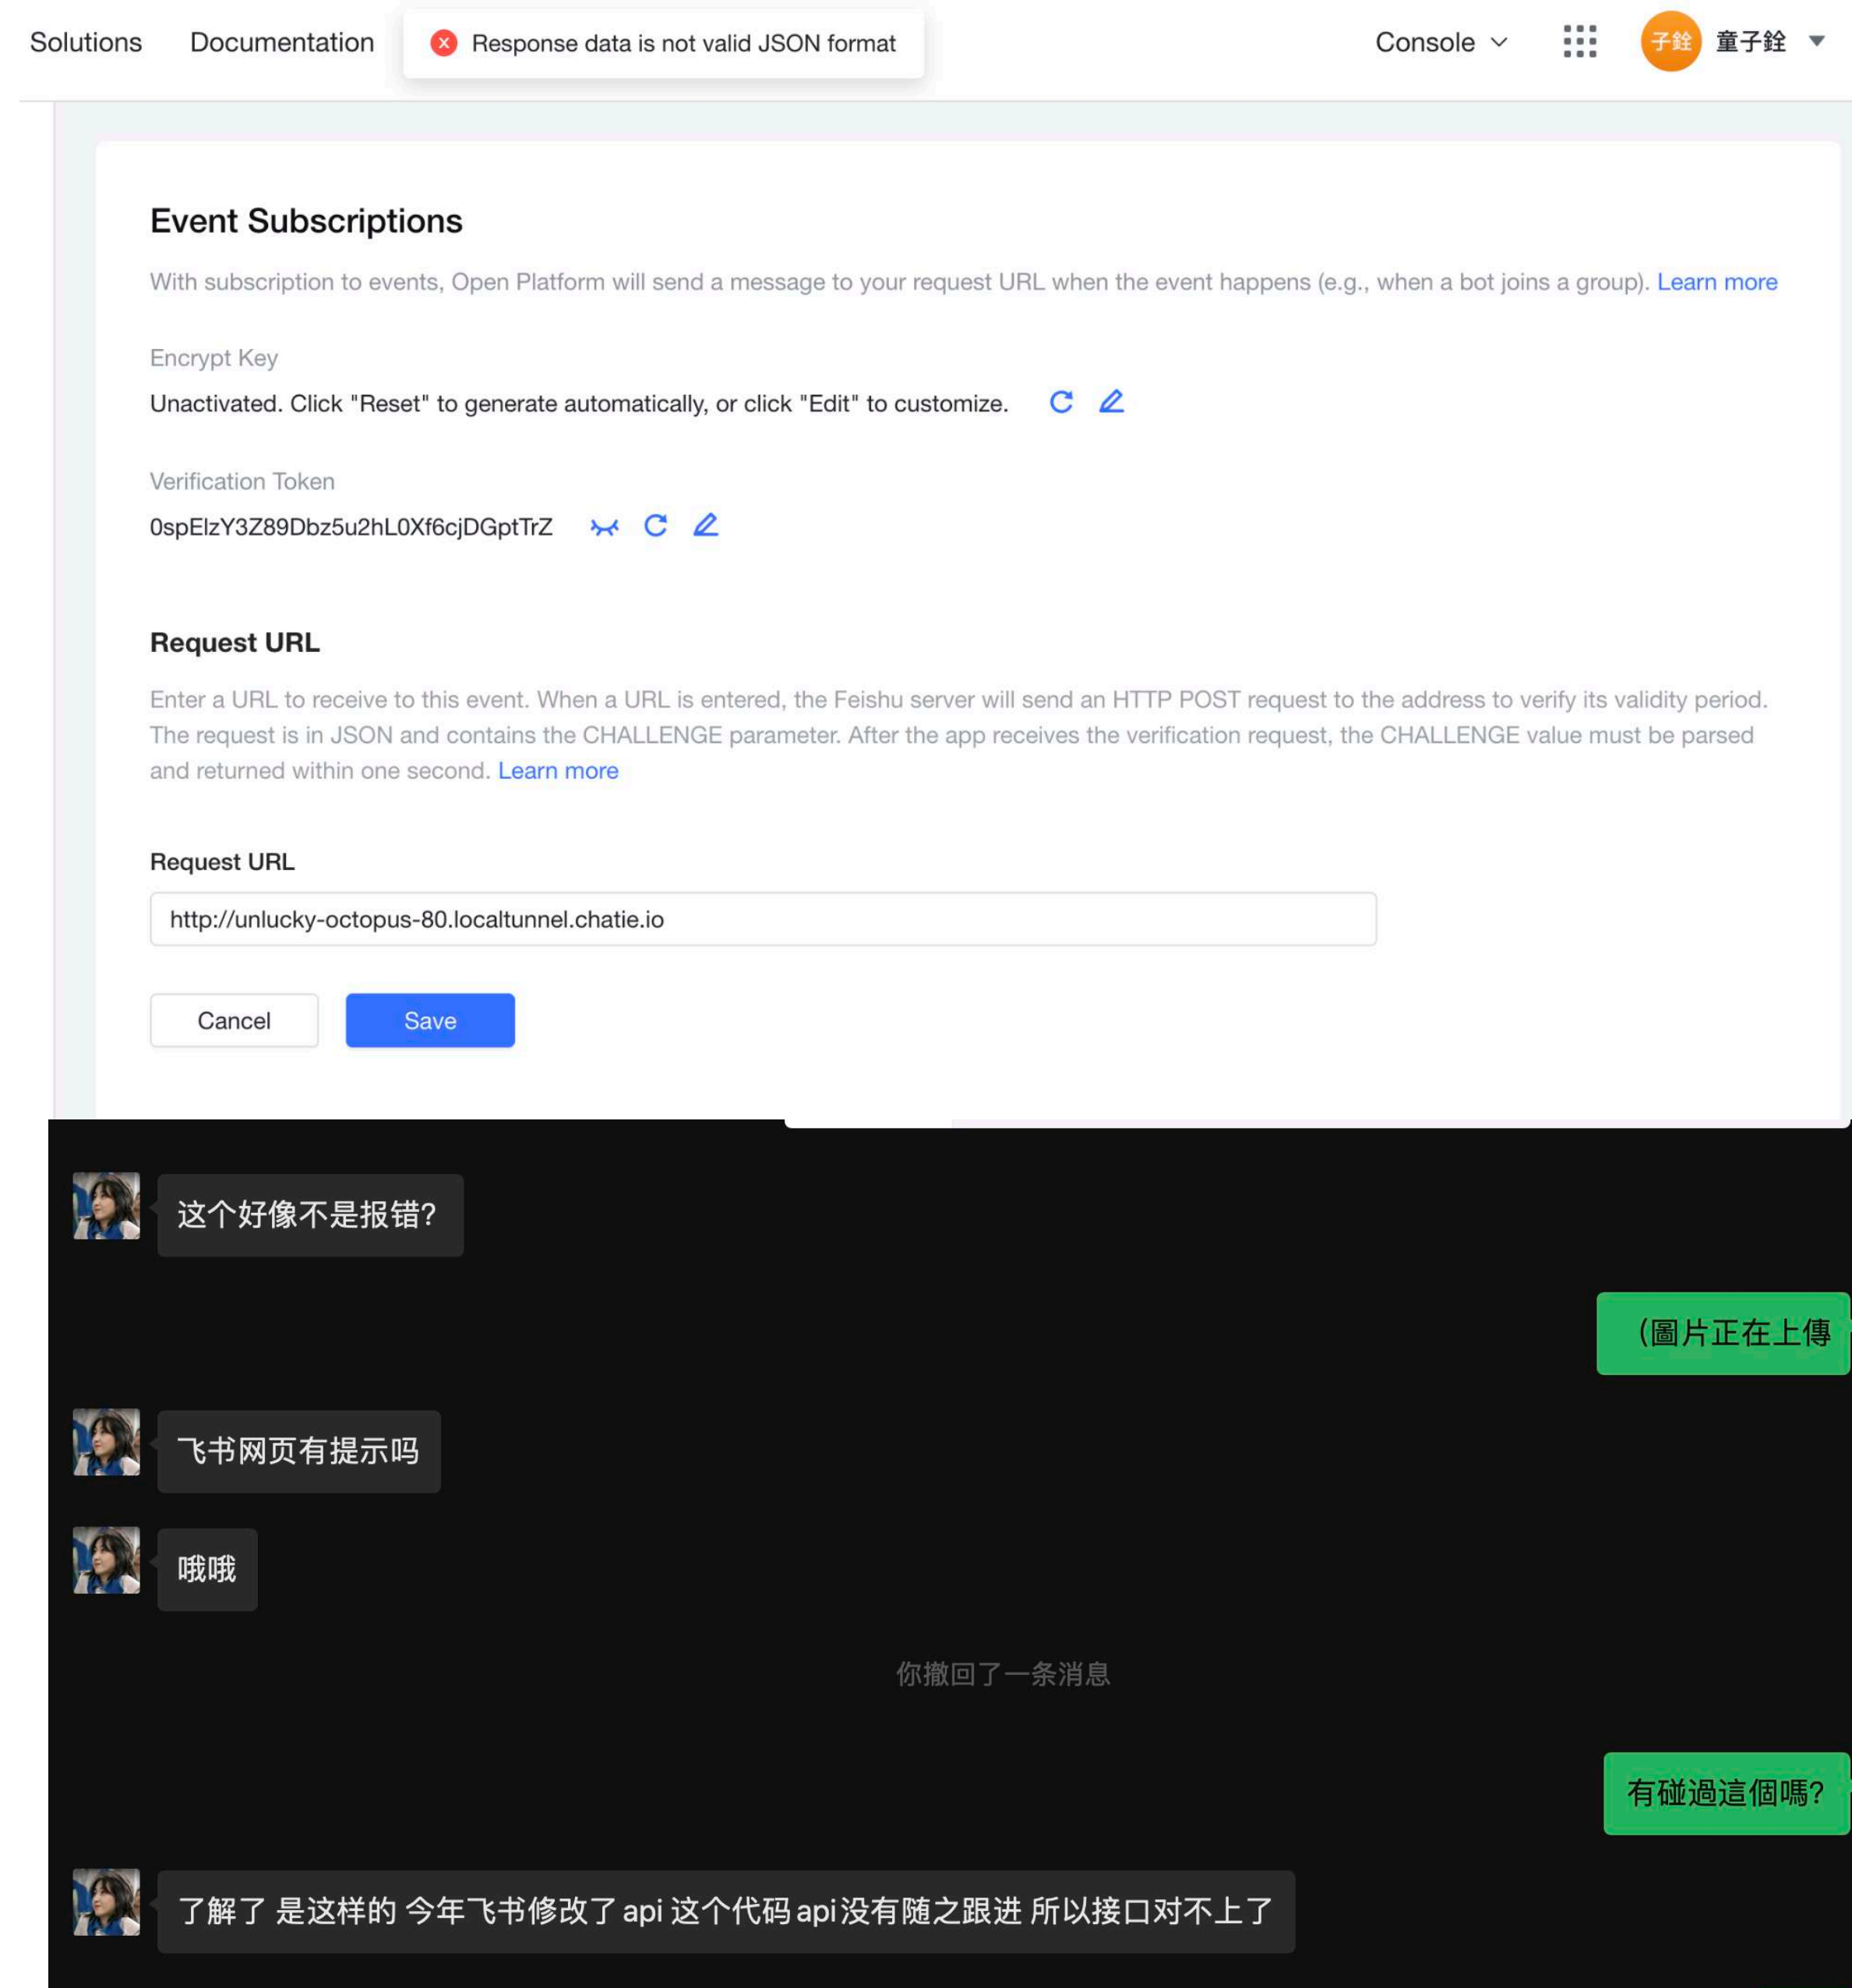 Solutions Documentation Response data is not valid JSON format Console 子銓 童子銓
Event Subscriptions
With subscription to events, Open Platform will send a message to your request URL when the event happens (e.g., when a bot joins a group). Learn more
Encrypt Key
Unactivated. Click "Reset" to generate automatically, or click "Edit" to customize.
Verification Token
0spElzY3Z89Dbz5u2hL0Xf6cjDGptTrZ
Request URL
Enter a URL to receive to this event. When a URL is entered, the Feishu server will send an HTTP POST request to the address to verify its validity period.
The request is in JSON and contains the CHALLENGE parameter. After the app receives the verification request, the CHALLENGE value must be parsed
and returned within one second. Learn more
Request URL
http://unlucky-octopus-80.localtunnel.chatie.io
Cancel Save
这个好像不是报错?
(圖片正在上傳
飞书网页有提示吗
哦哦
你撤回了一条消息
有碰過這個嗎?
了解了 是这样的 今年飞书修改了api 这个代码api没有随之跟进 所以接口对不上了